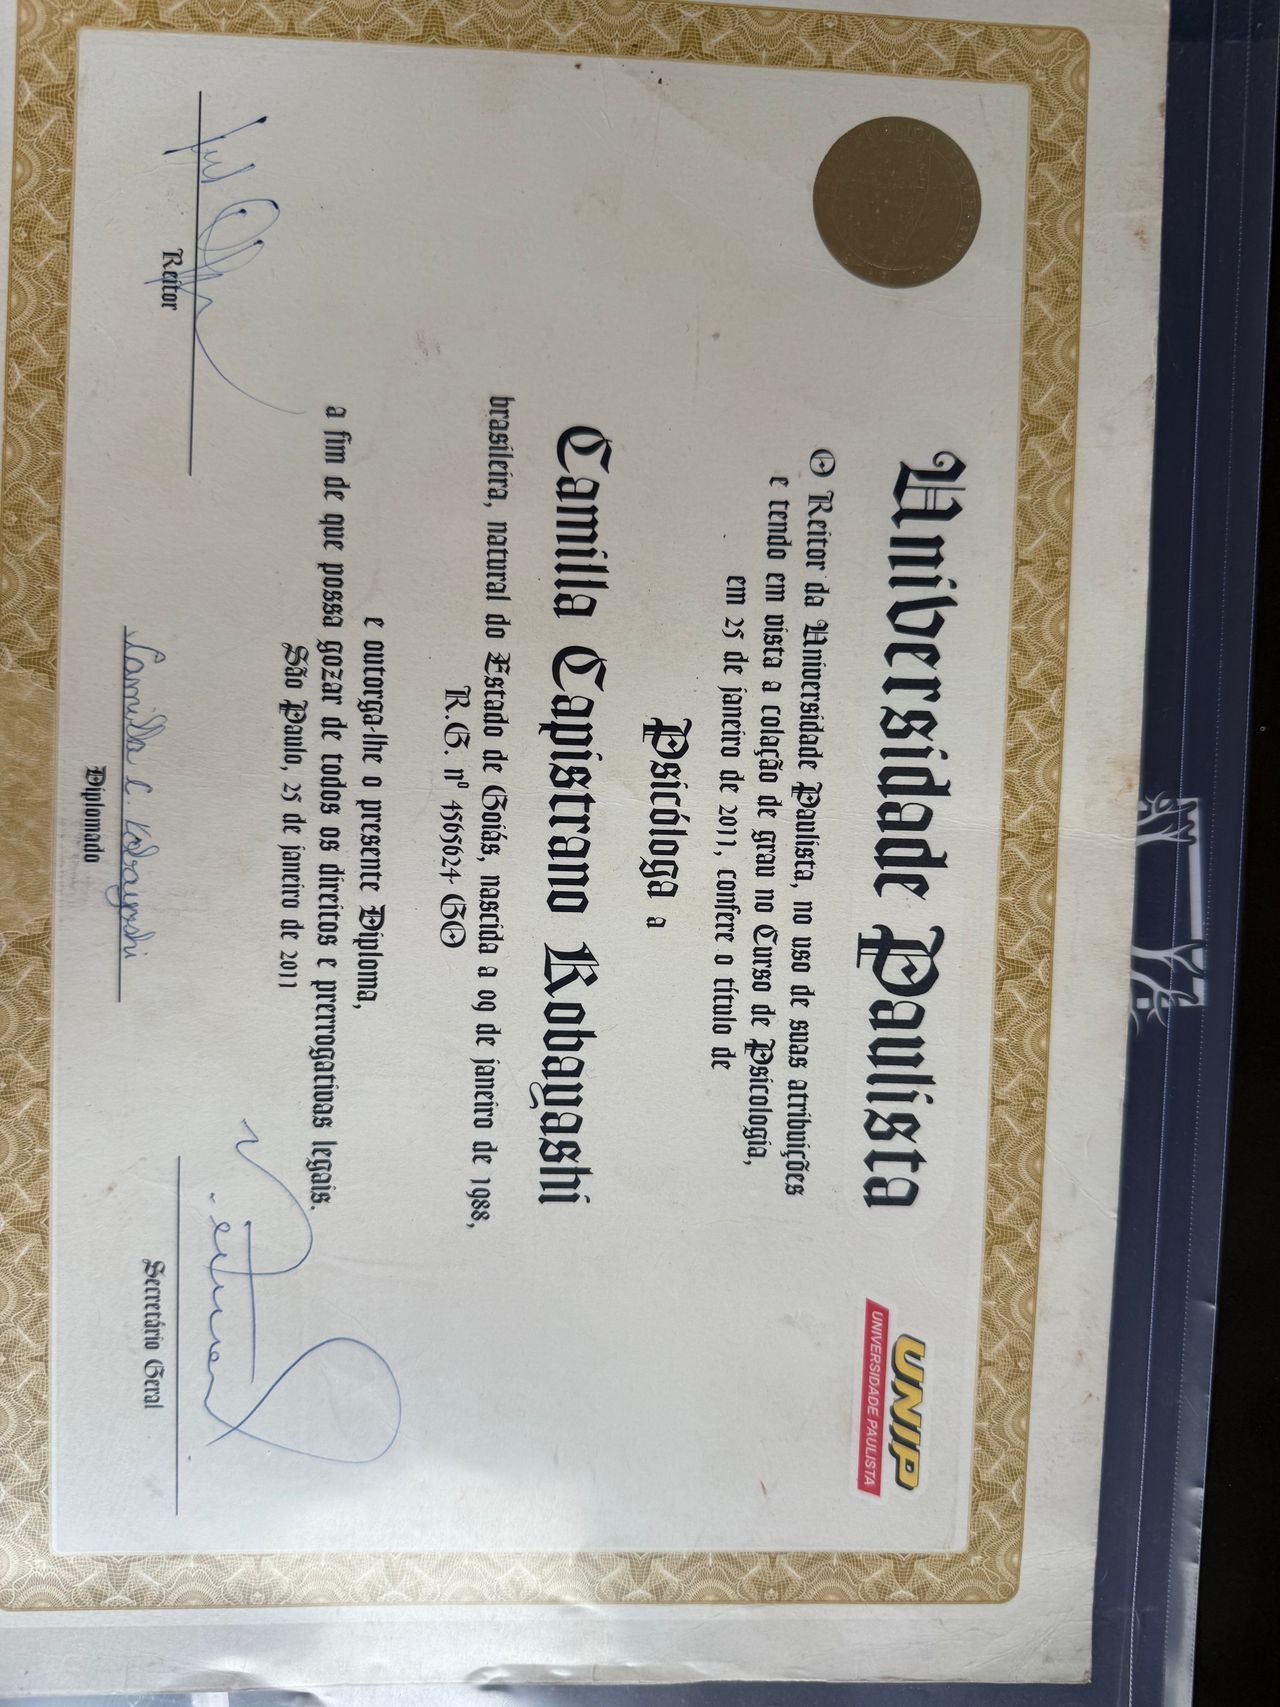 Universidade Paulista
UNIP
UNIVERSIDADE PAULISTA
O Reitor da Universidade Paulista, no uso de suas atribuições
e tendo em vista a colação de grau no Curso de Psicologia,
em 25 de janeiro de 2011, confere o título de
Psicóloga a
Camilla Capistrano Kobayashi
brasileira, natural do Estado de Goiás, nascida a 09 de janeiro de 1988,
R.G. nº 4565624-GO
e outorga-lhe o presente Diploma,
a fim de que possa gozar de todos os direitos e prerrogativas legais.
São Paulo, 25 de janeiro de 2011
Reitor
Camilla C. Kobayashi
Diplomado
Secretário Geral